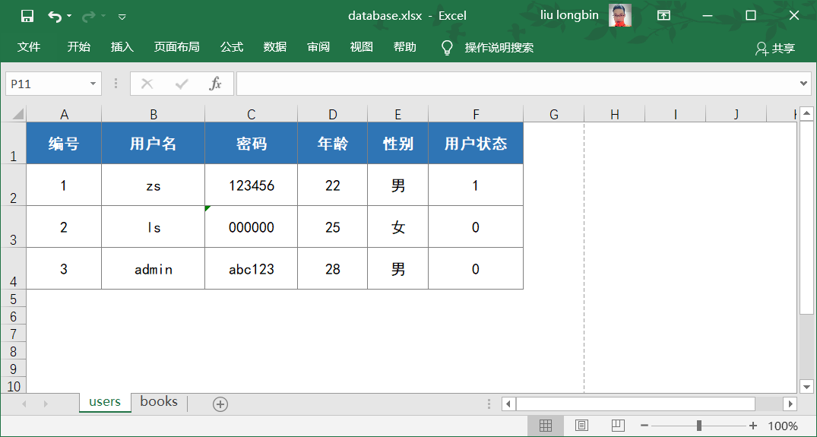 database.xlsx - Excel
liu longbin
文件 开始 插入 页面布局 公式 数据 审阅 视图 帮助 操作说明搜索 共享
P11 fx
A B C D E F G H I J
1 编号 用户名 密码 年龄 性别 用户状态
2 1 zs 123456 22 男 1
3 2 ls 000000 25 女 0
4 3 admin abc123 28 男 0
5
6
7
8
9
10
users books
100%